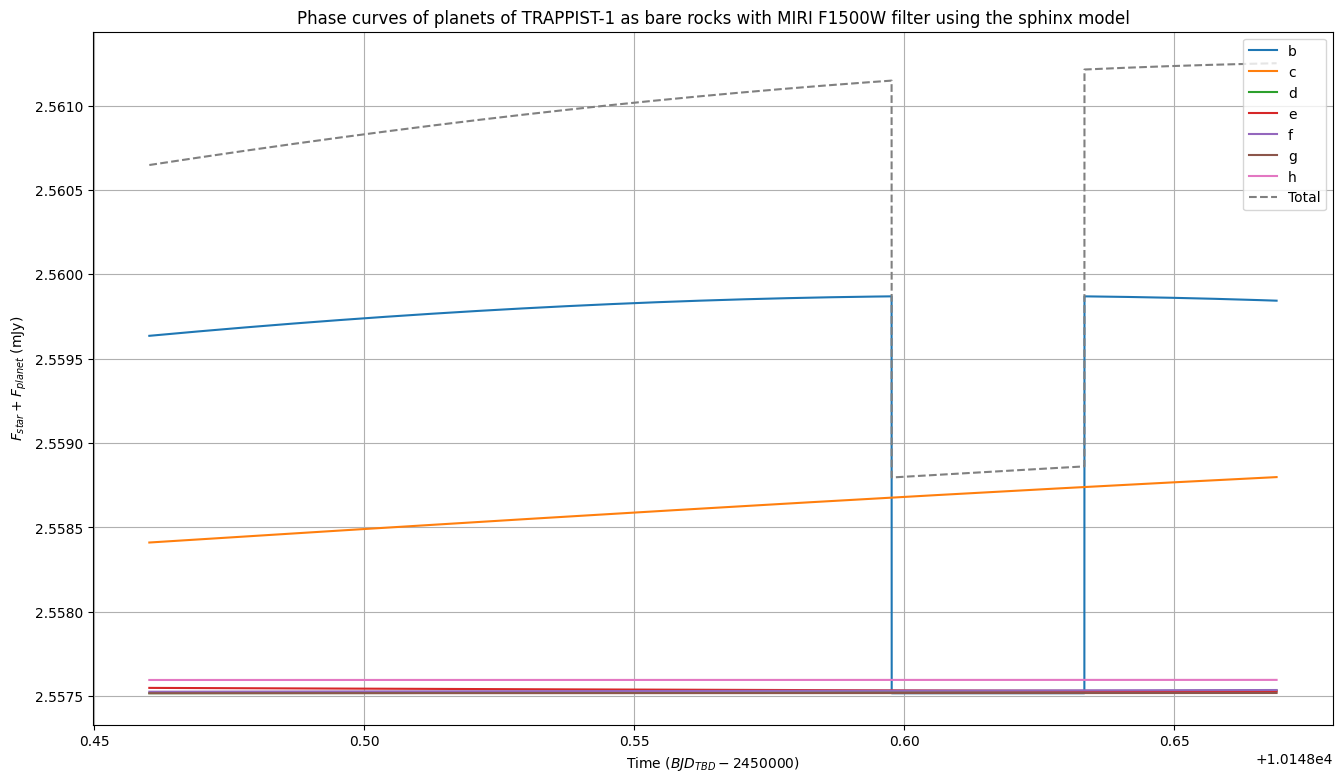 Phase curves of planets of TRAPPIST-1 as bare rocks with MIRI F1500W filter using the sphinx model
b
c
d
e
f
g
h
Total
2.5610
2.5605
2.5600
2.5595
2.5590
2.5585
2.5580
2.5575
F_{star} + F_{planet} (mJy)
0.45
0.50
0.55
0.60
0.65
+1.0148e4
Time (BJD_{TBD} − 2450000)